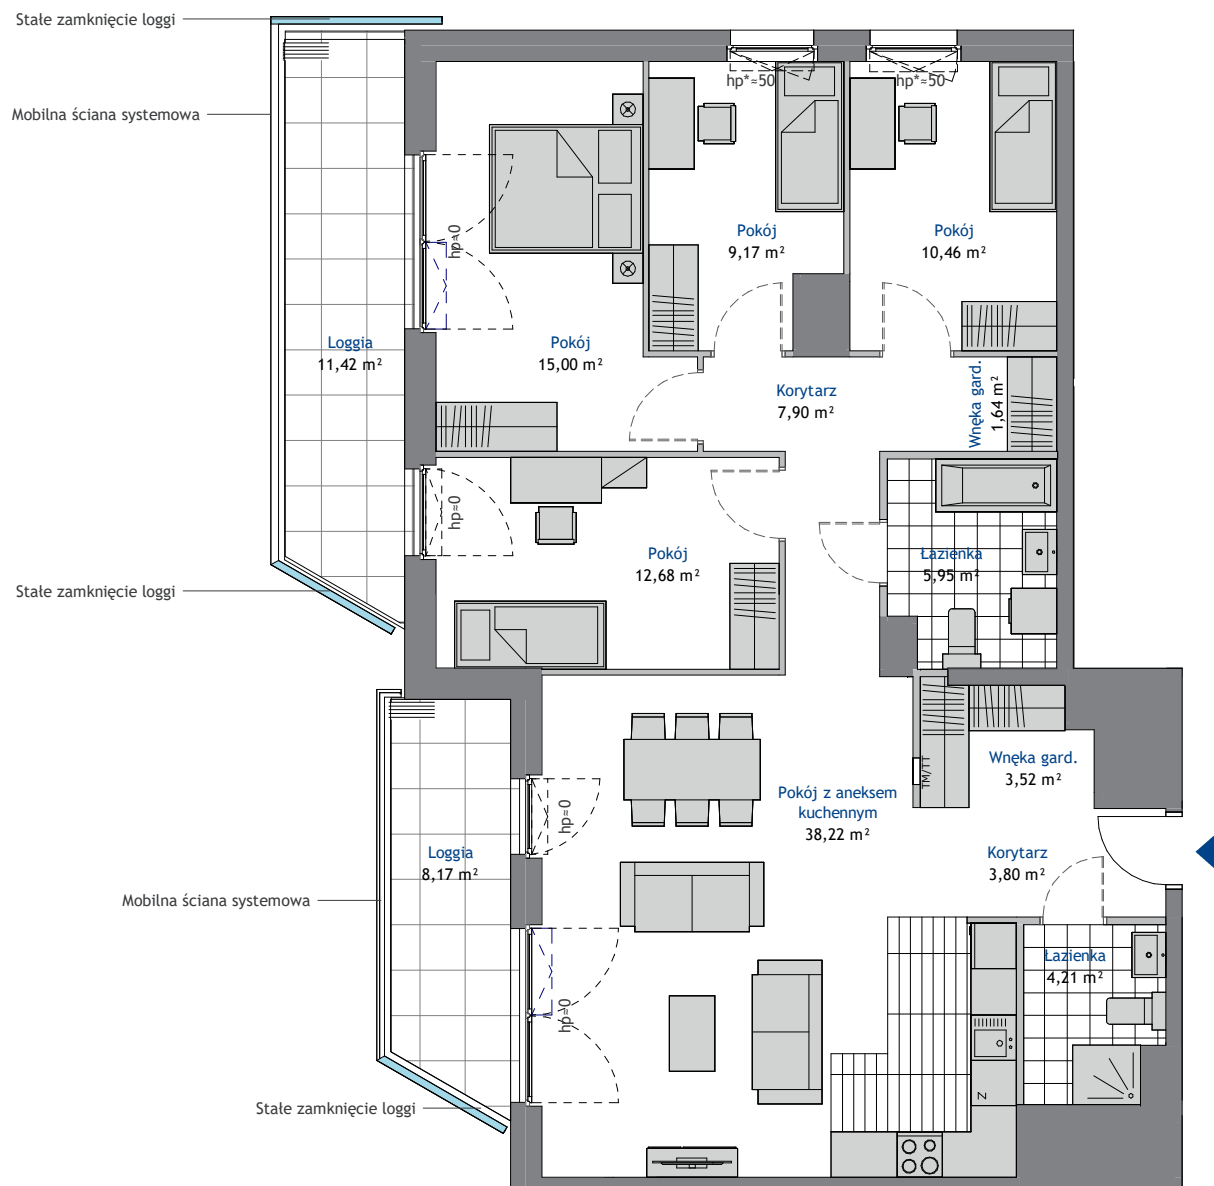 Stałe zamknięcie loggi
Mobilna ściana systemowa
hp*≈50
hp*≈50
hp≈0
Pokój
9,17 m²
Pokój
10,46 m²
Loggia
11,42 m²
Pokój
15,00 m²
Korytarz
7,90 m²
Wnęka gard.
1,64 m²
hp≈0
Pokój
12,68 m²
Łazienka
5,95 m²
Stałe zamknięcie loggi
TM/TT
Wnęka gard.
3,52 m²
Pokój z aneksem
kuchennym
38,22 m²
hp≈0
Loggia
8,17 m²
Korytarz
3,80 m²
Mobilna ściana systemowa
Łazienka
4,21 m²
hp≈0
Z
Stałe zamknięcie loggi